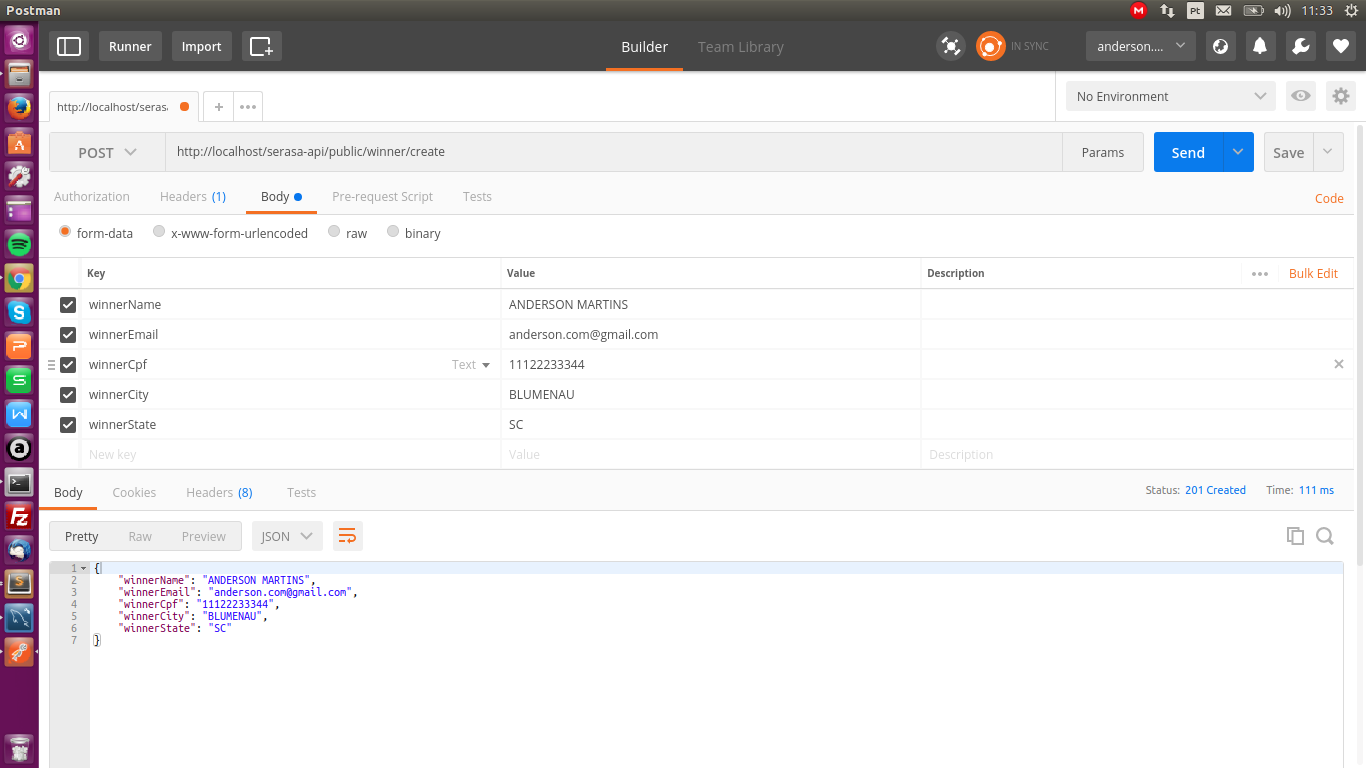 Postman
M Pt 11:33
Runner Import Builder Team Library IN SYNC anderson....
http://localhost/seras + ••• No Environment
POST http://localhost/serasa-api/public/winner/create Params Send Save
Authorization Headers (1) Body Pre-request Script Tests Code
form-data x-www-form-urlencoded raw binary
Key Value Description ••• Bulk Edit
winnerName ANDERSON MARTINS
winnerEmail anderson.com@gmail.com
winnerCpf Text 11122233344
winnerCity BLUMENAU
winnerState SC
New key Value Description
Body Cookies Headers (8) Tests Status: 201 Created Time: 111 ms
Pretty Raw Preview JSON
1 {
2 "winnerName": "ANDERSON MARTINS",
3 "winnerEmail": "anderson.com@gmail.com",
4 "winnerCpf": "11122233344",
5 "winnerCity": "BLUMENAU",
6 "winnerState": "SC"
7 }